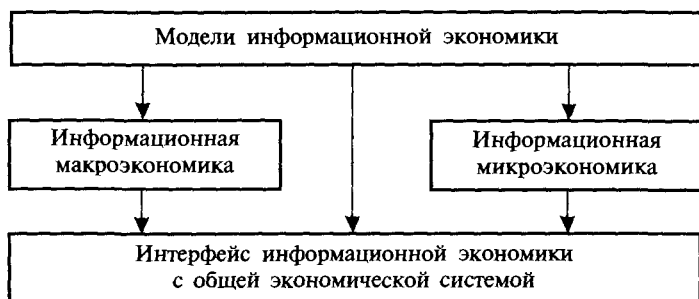 Модели информационной экономики
Информационная
макроэкономика
Информационная
микроэкономика
Интерфейс информационной экономики
с общей экономической системой